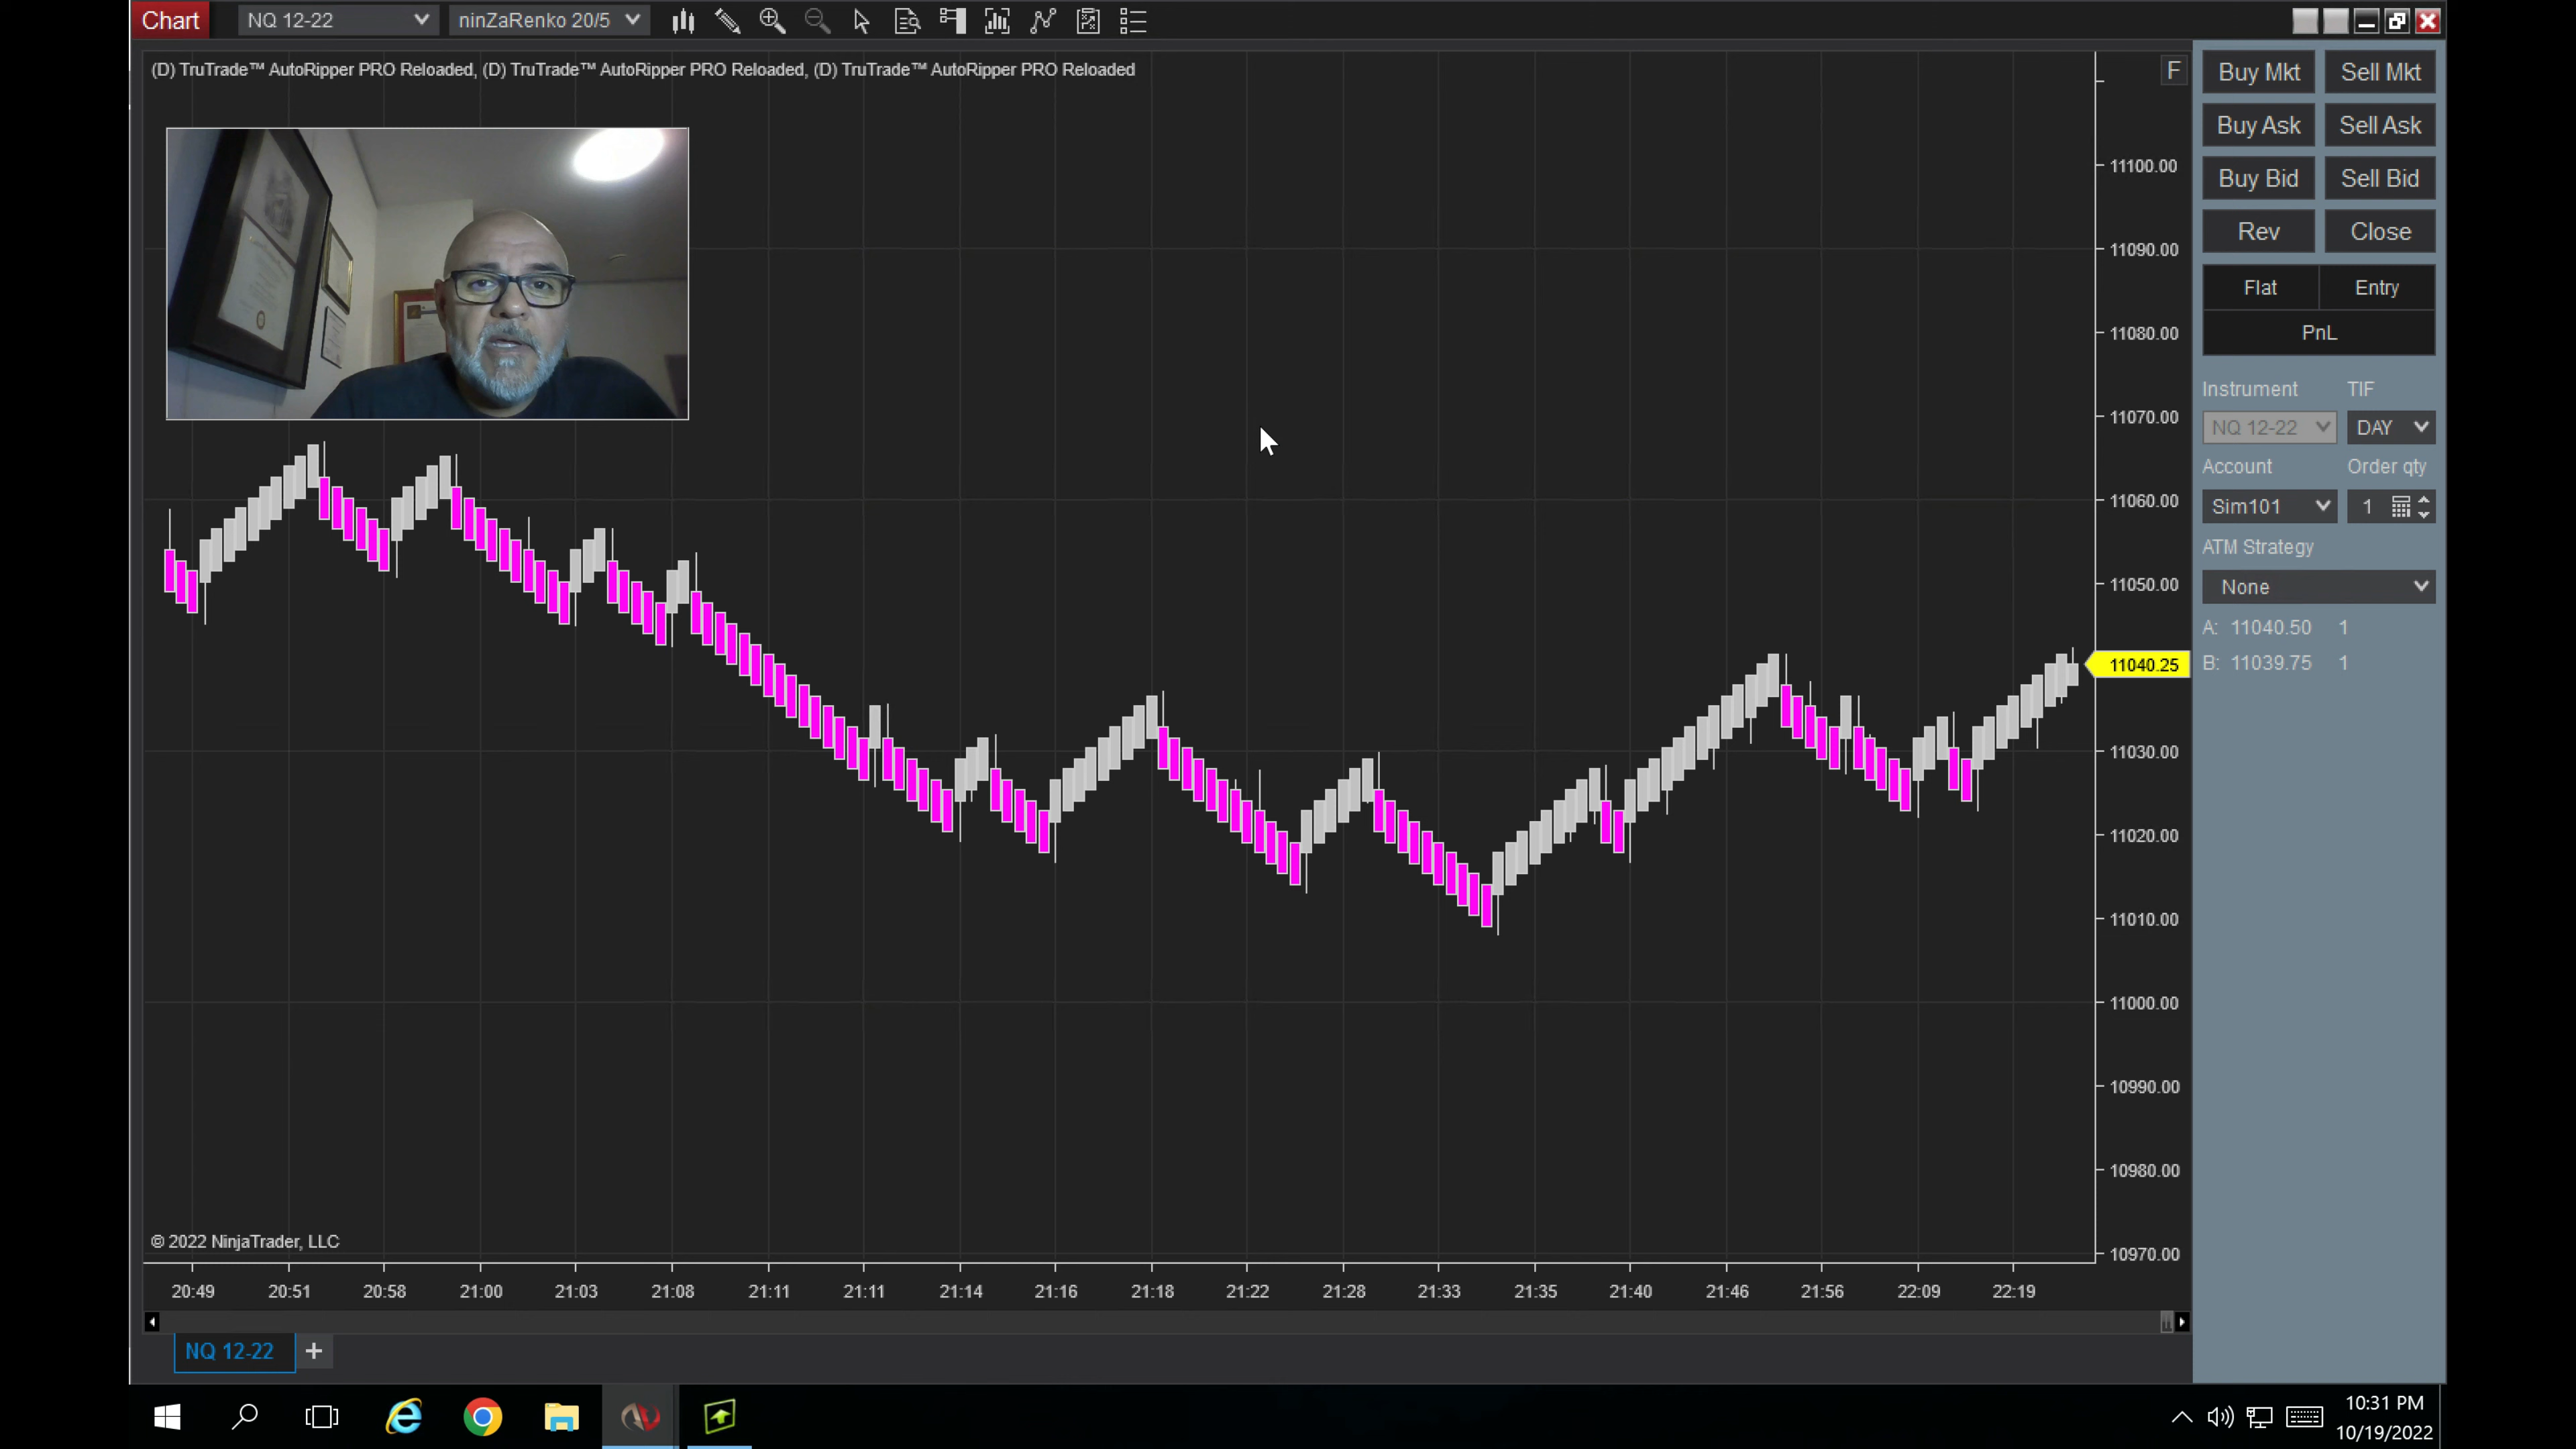 Chart NQ 12-22 ninZaRenko 20/5
(D) TruTrade™ AutoRipper PRO Reloaded, (D) TruTrade™ AutoRipper PRO Reloaded, (D) TruTrade™ AutoRipper PRO Reloaded
F
Buy Mkt Sell Mkt
Buy Ask Sell Ask
Buy Bid Sell Bid
Rev Close
Flat Entry
PnL
Instrument TIF
NQ 12-22 DAY
Account Order qty
Sim101 1
ATM Strategy
None
A: 11040.50 1
B: 11039.75 1
11100.00
11090.00
11080.00
11070.00
11060.00
11050.00
11040.25
11030.00
11020.00
11010.00
11000.00
10990.00
10980.00
10970.00
© 2022 NinjaTrader, LLC
20:49 20:51 20:58 21:00 21:03 21:08 21:11 21:11 21:14 21:16 21:18 21:22 21:28 21:33 21:35 21:40 21:46 21:56 22:09 22:19
NQ 12-22 +
10:31 PM
10/19/2022